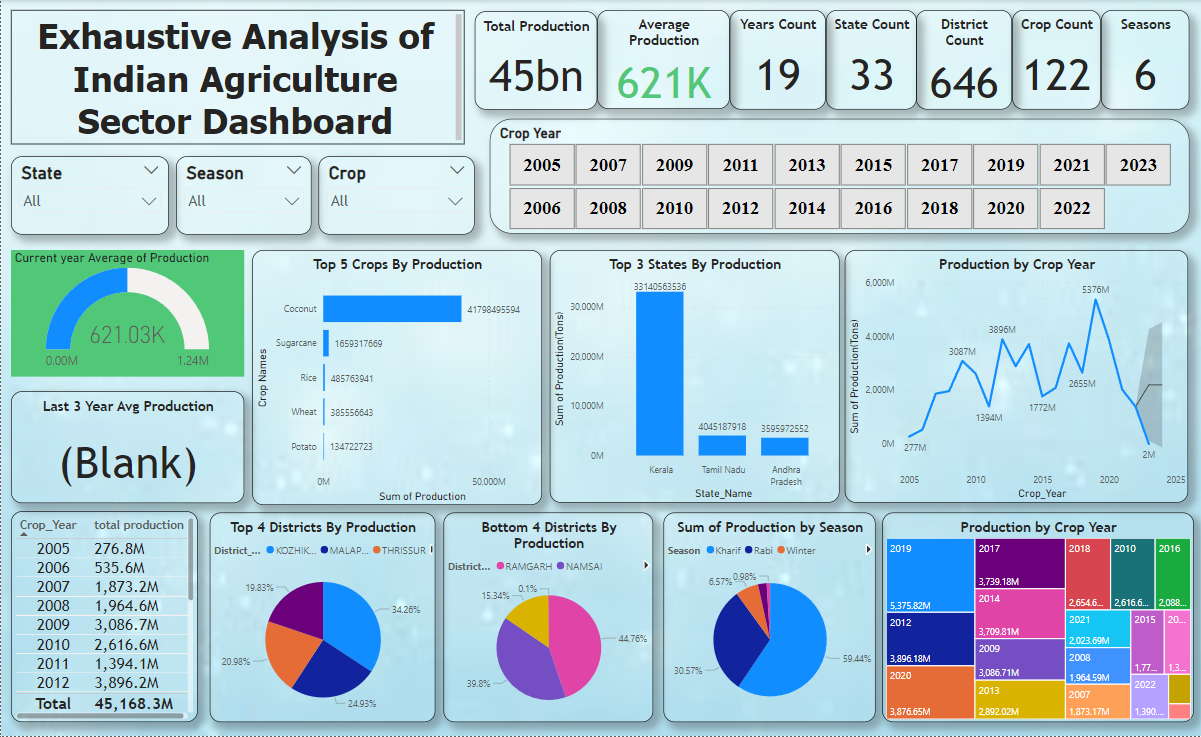 Exhaustive Analysis of
Indian Agriculture
Sector Dashboard
Total Production
45bn
Average
Production
621K
Years Count
19
State Count
33
District
Count
646
Crop Count
122
Seasons
6
Crop Year
2005 2007 2009 2011 2013 2015 2017 2019 2021 2023
2006 2008 2010 2012 2014 2016 2018 2020 2022
State
All
Season
All
Crop
All
Current year Average of Production
621.03K
0.00M 1.24M
Last 3 Year Avg Production
(Blank)
Top 5 Crops By Production
Crop Names
Coconut 41798495594
Sugarcane 1659317669
Rice 485763941
Wheat 385556643
Potato 134722723
0M 50,000M
Sum of Production
Top 3 States By Production
Sum of Production(Tons)
33140563536
30,000M
20,000M
10,000M
4045187918 3595972552
0M
Kerala Tamil Nadu Andhra
Pradesh
State_Name
Production by Crop Year
Sum of Production(Tons)
6,000M
5376M
4,000M
3896M
3087M
2,000M
2655M
1772M
1394M
0M
277M
2M
2005 2010 2015 2020 2025
Crop_Year
Crop_Year total production
2005 276.8M
2006 535.6M
2007 1,873.2M
2008 1,964.6M
2009 3,086.7M
2010 2,616.6M
2011 1,394.1M
2012 3,896.2M
Total 45,168.3M
Top 4 Districts By Production
District_... KOZHIK... MALAP... THRISSUR
19.83%
34.26%
20.98%
24.93%
Bottom 4 Districts By
Production
District... RAMGARH NAMSAI
0.1%
15.34%
44.76%
39.8%
Sum of Production by Season
Season Kharif Rabi Winter
6.57% 0.98%
59.44%
30.57%
Production by Crop Year
2019
5,375.82M
2012
3,896.18M
2020
3,876.65M
2017
3,739.18M
2014
3,709.81M
2009
3,086.71M
2013
2,892.02M
2018
2,654.6...
2010
2,616.6...
2016
2,088...
2021
2,023.69M
2008
1,964.59M
2007
1,873.17M
2015
1,77...
20...
1,3...
2022
1,390...